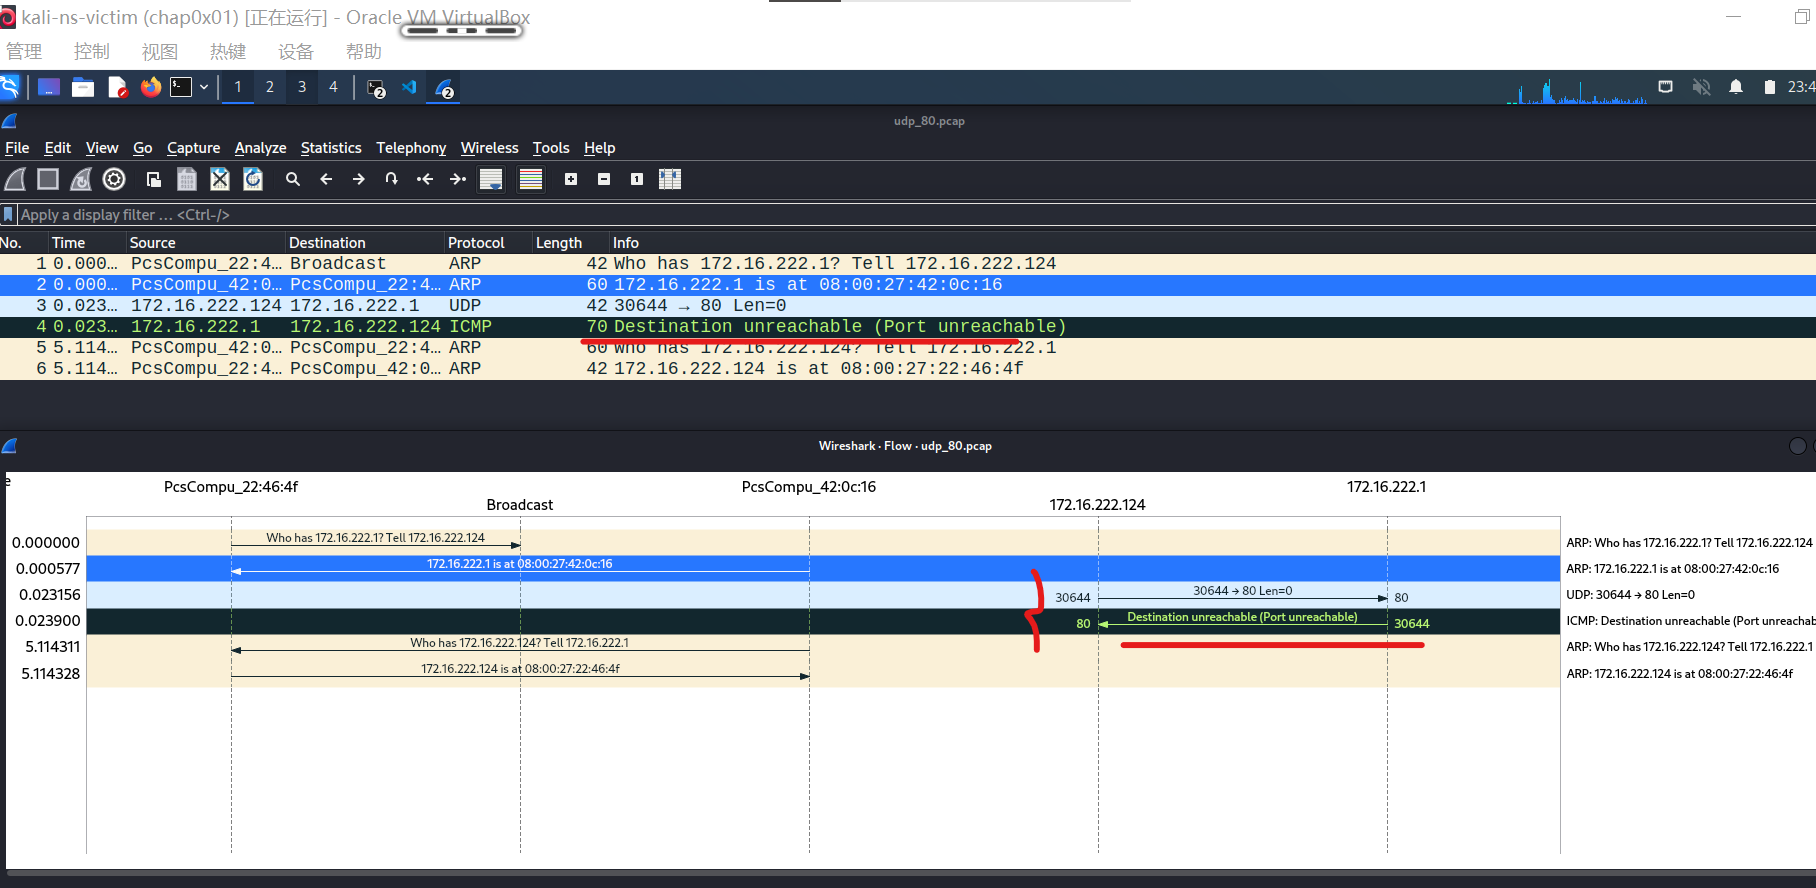 kali-ns-victim (chap0x01) [正在运行] - Oracle VM VirtualBox
管理 控制 视图 热键 设备 帮助
1 2 3 4 2 2 23:4
udp_80.pcap
File Edit View Go Capture Analyze Statistics Telephony Wireless Tools Help
Apply a display filter … <Ctrl-/>
No. Time Source Destination Protocol Length Info
1 0.000… PcsCompu_22:4… Broadcast ARP 42 Who has 172.16.222.1? Tell 172.16.222.124
2 0.000… PcsCompu_42:0… PcsCompu_22:4… ARP 60 172.16.222.1 is at 08:00:27:42:0c:16
3 0.023… 172.16.222.124 172.16.222.1 UDP 42 30644 → 80 Len=0
4 0.023… 172.16.222.1 172.16.222.124 ICMP 70 Destination unreachable (Port unreachable)
5 5.114… PcsCompu_42:0… PcsCompu_22:4… ARP 60 Who has 172.16.222.124? Tell 172.16.222.1
6 5.114… PcsCompu_22:4… PcsCompu_42:0… ARP 42 172.16.222.124 is at 08:00:27:22:46:4f
Wireshark · Flow · udp_80.pcap
e
PcsCompu_22:46:4f PcsCompu_42:0c:16 172.16.222.1
Broadcast 172.16.222.124
0.000000 Who has 172.16.222.1? Tell 172.16.222.124 ARP: Who has 172.16.222.1? Tell 172.16.222.124
0.000577 172.16.222.1 is at 08:00:27:42:0c:16 ARP: 172.16.222.1 is at 08:00:27:42:0c:16
0.023156 30644 30644 → 80 Len=0 80 UDP: 30644 → 80 Len=0
0.023900 80 Destination unreachable (Port unreachable) 30644 ICMP: Destination unreachable (Port unreachab
5.114311 Who has 172.16.222.124? Tell 172.16.222.1 ARP: Who has 172.16.222.124? Tell 172.16.222.1
5.114328 172.16.222.124 is at 08:00:27:22:46:4f ARP: 172.16.222.124 is at 08:00:27:22:46:4f